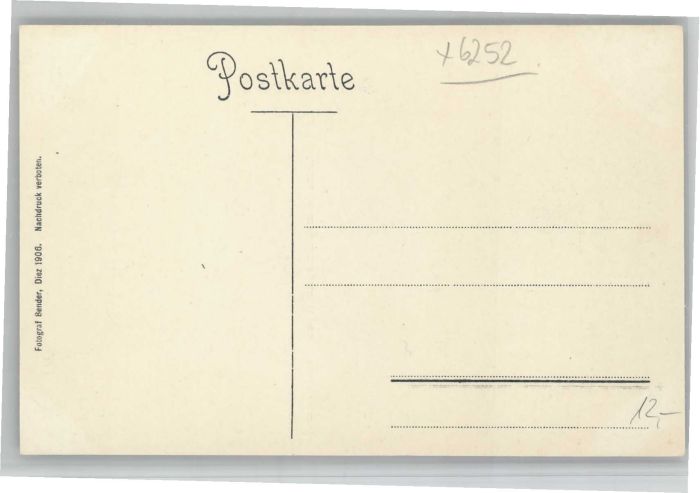 Postkarte
x6252
Fotograf Bender, Diez 1906. Nachdruck verboten.
12,-